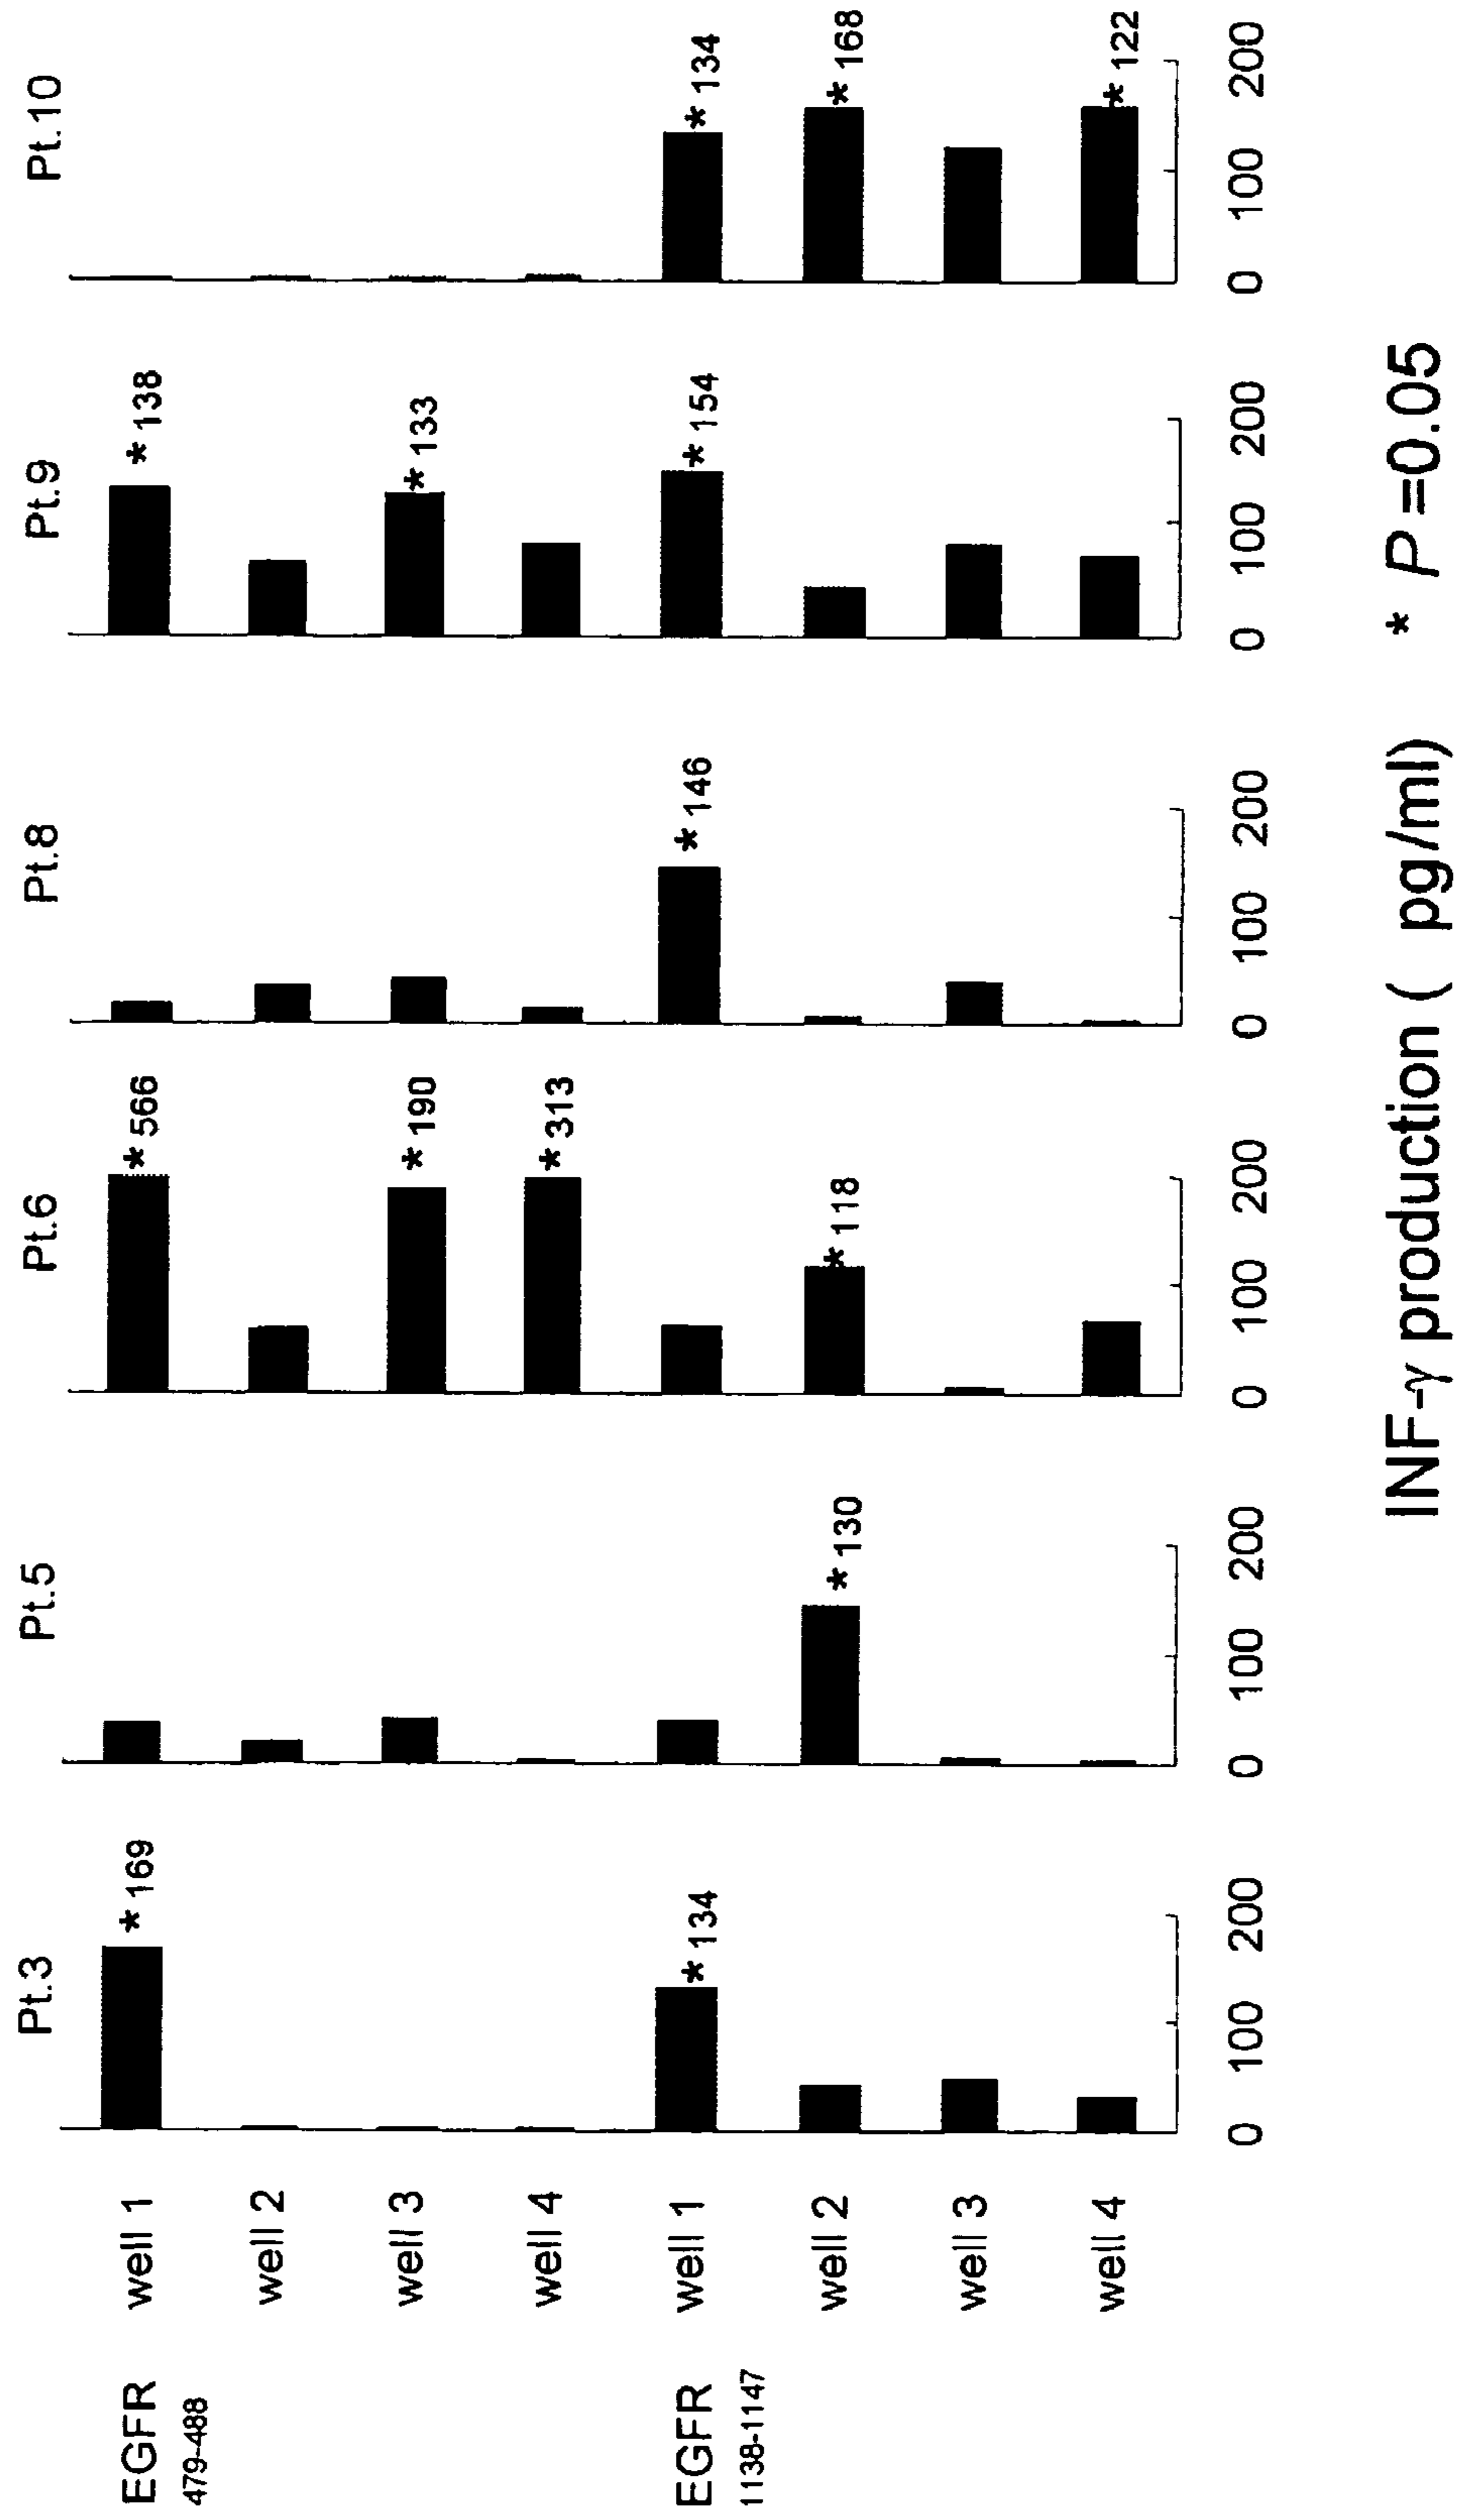 Pt.3 Pt.5 Pt.6 Pt.8 Pt.9 Pt.10
EGFR well 1 * 169 * 566 * 138
479-488
well 2
well 3 * 190 * 133
well 4 * 313
EGFR well 1 * 134 * 146 * 154 * 134
1138-1147
well 2 * 130 * 118 * 168
well 3
well 4 * 122
0 100 200 0 100 200 0 100 200 0 100 200 0 100 200 0 100 200
INF-γ production ( pg/ml) * P =0.05